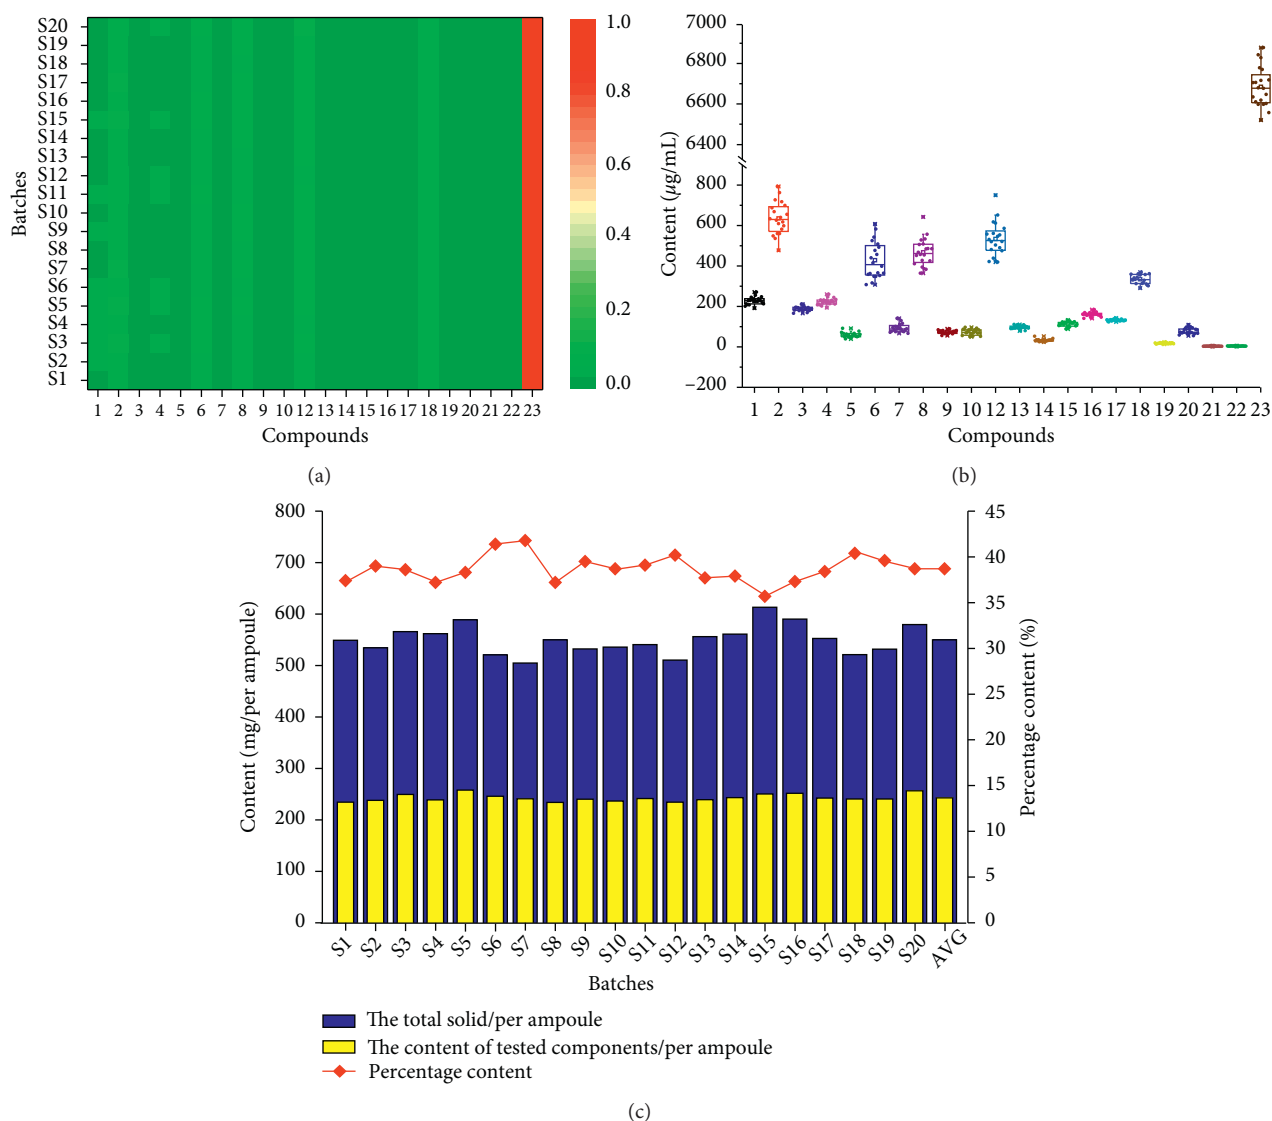 S20
S19
S18
S17
S16
S15
S14
S13
S12
S11
S10
S9
S8
S7
S6
S5
S4
S3
S2
S1
Batches
1 2 3 4 5 6 7 8 9 10 11 12 13 14 15 16 17 18 19 20 21 22 23
Compounds
1.0
0.8
0.6
0.4
0.2
0.0
(a)
7000
6800
6600
6400
800
600
400
200
0
−200
Content (µg/mL)
1 2 3 4 5 6 7 8 9 10 12 13 14 15 16 17 18 19 20 21 22 23
Compounds
(b)
800
700
600
500
400
300
200
100
0
Content (mg/per ampoule)
45
40
35
30
25
20
15
10
5
0
Percentage content (%)
S1 S2 S3 S4 S5 S6 S7 S8 S9 S10 S11 S12 S13 S14 S15 S16 S17 S18 S19 S20 AVG
Batches
The total solid/per ampoule
The content of tested components/per ampoule
Percentage content
(c)